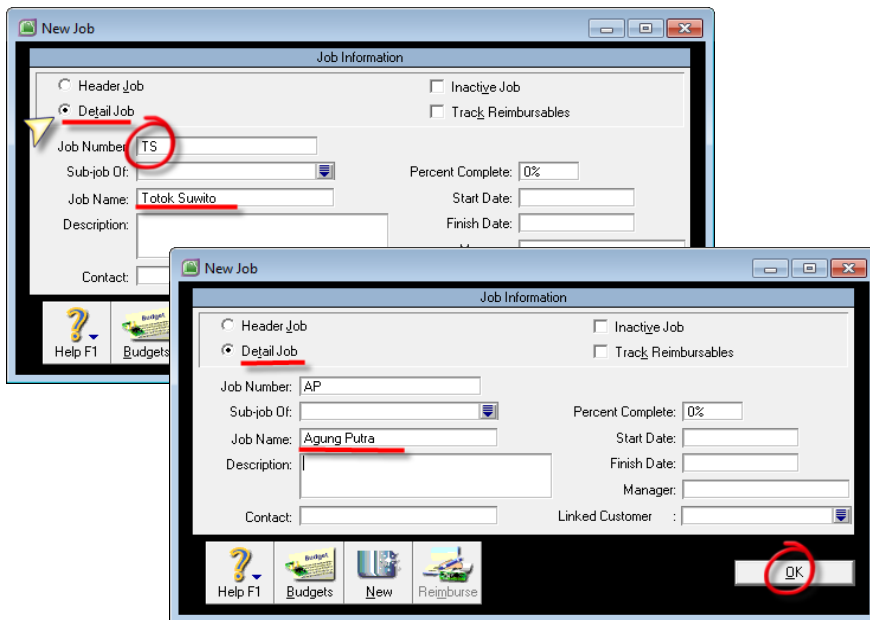 New Job
Job Information
Header Job
Inactive Job
Detail Job
Track Reimbursables
Job Number: TS
Sub-job Of:
Percent Complete: 0%
Job Name: Totok Suwito
Start Date:
Description:
Finish Date:
Contact:
Budget
Help F1
Budgets
New Job
Job Information
Header Job
Inactive Job
Detail Job
Track Reimbursables
Job Number: AP
Sub-job Of:
Percent Complete: 0%
Job Name: Agung Putra
Start Date:
Description:
Finish Date:
Manager:
Contact:
Linked Customer :
Budget
Help F1
Budgets
New
Reimburse
OK